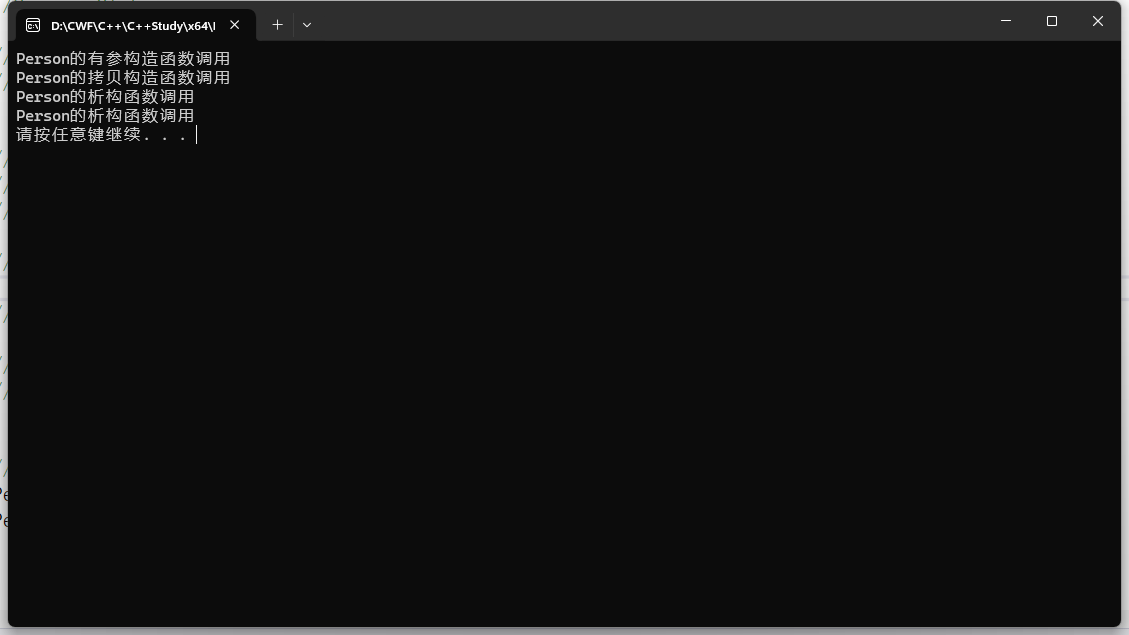 D:\CWF\C++\C++Study\x64\
Person的有参构造函数调用
Person的拷贝构造函数调用
Person的析构函数调用
Person的析构函数调用
请按任意键继续. . .